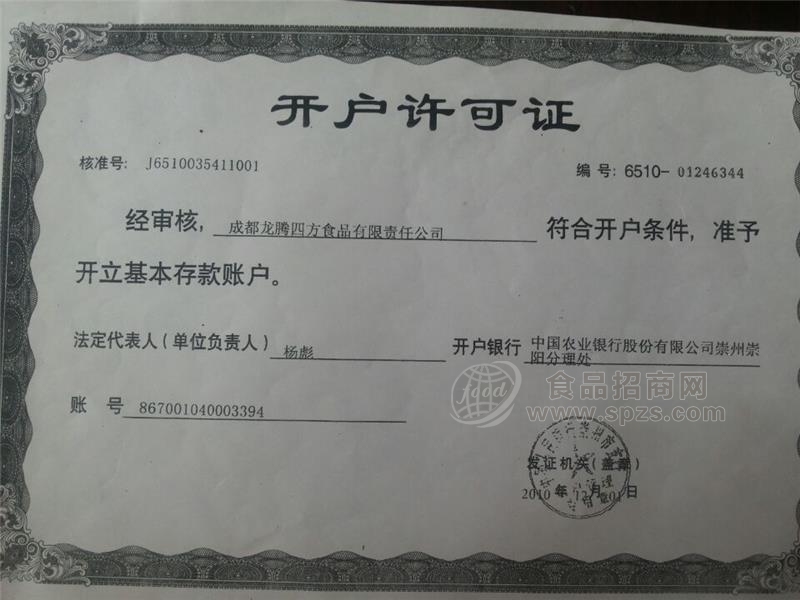 开户许可证
核准号: J6510035411001 编号: 6510- 01246344
经审核, 成都龙腾四方食品有限责任公司 符合开户条件, 准予
开立基本存款账户。
法定代表人(单位负责人) 杨彪 开户银行 中国农业银行股份有限公司崇州崇
阳分理处
账 号 867001040003394
food 食品招商网
www.spzs.com
发证机关(盖章)
2010 年 12 月 01 日